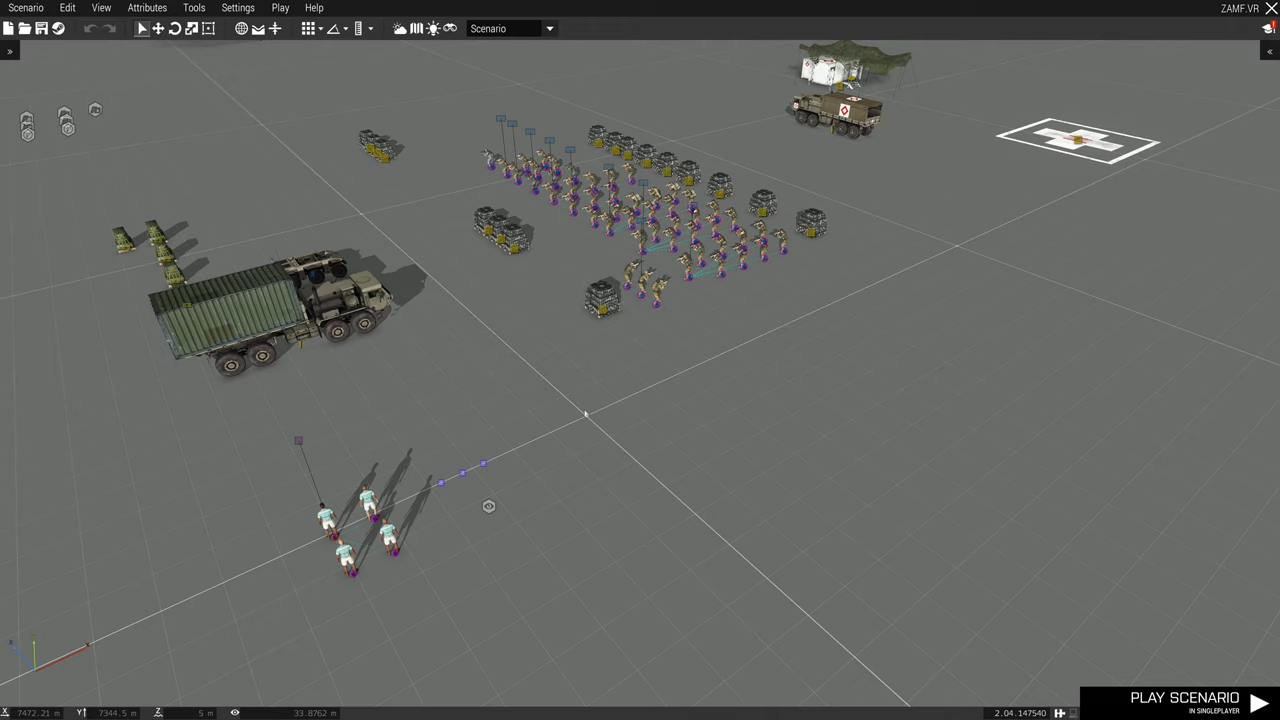 Scenario Edit View Attributes Tools Settings Play Help ZAMF.VR
Scenario
PLAY SCENARIO
IN SINGLEPLAYER
X 7472.21 m Y 7344.5 m Z 5 m 33.8762 m 2.04.147540